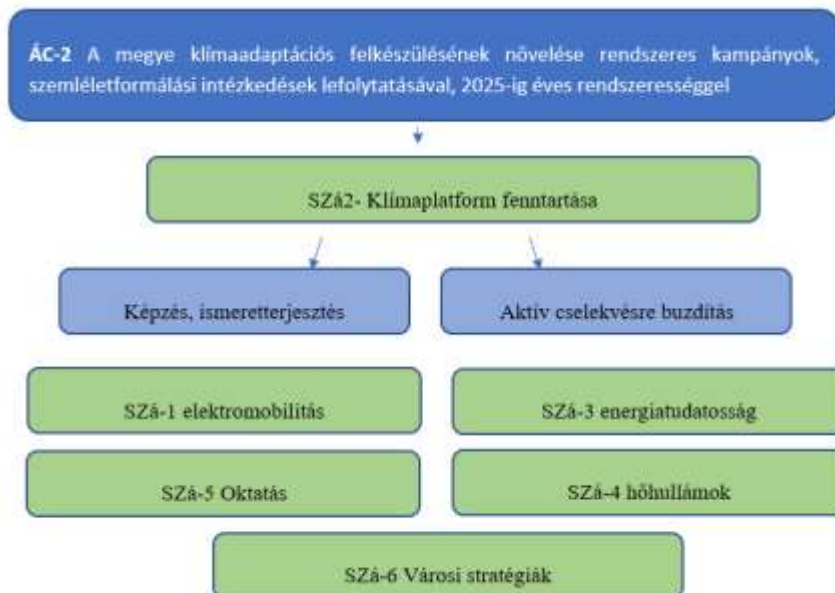 ÁC-2 A megye klímaadaptációs felkészülésének növelése rendszeres kampányok,
szemléletformálási intézkedések lefolytatásával, 2025-ig éves rendszerességgel
SZá2- Klímaplatform fenntartása
Képzés, ismeretterjesztés
Aktív cselekvésre buzdítás
SZá-1 elektromobilitás
SZá-3 energiatudatosság
SZá-5 Oktatás
SZá-4 hőhullámok
SZá-6 Városi stratégiák